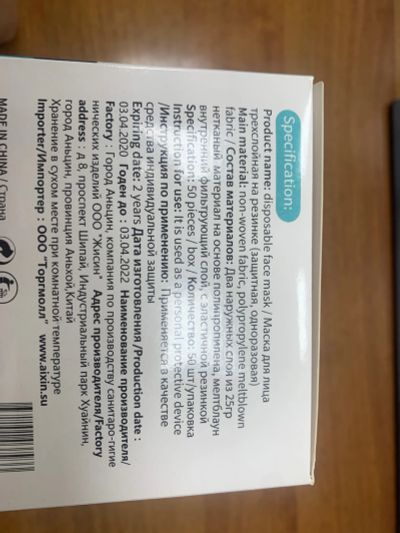 Specification:
Product name: disposable face mask / Маска для лица
трехслойная на резинке (защитная, одноразовая)
Main material: non-woven fabric, polypropylene meltblown
fabric / Состав материалов: Два наружных слоя из 25гр
нетканый материал на основе полипропилена, мелтблаун
внутренний фильтрующий слой, с эластичной резинкой
Specification: 50 pieces / box / Количество: 50 шт/упаковка
Instruction for use: It is used as a personal protective device
/Инструкция по применению: Применяется в качестве
средства индивидуальной защиты
Expiring date: 2 years Дата изготовления /Production date :
03.04.2020 Годен до : 03.04.2022 Наименование производителя/
Factory : Город Аньцин, компания по производству санитаро-гигие
нических изделий ООО "Жисин" Адрес производителя/Factory
address : д 8, проспект Шипай, Индустриальный парк Хуайнин,
город Аньцин, провинция Аньхой,Китай
Хранение в сухом месте при комнатной температуре
Importer/Импортер : ООО "Торгмолл" www.aixin.su
MADE IN CHINA / Страна